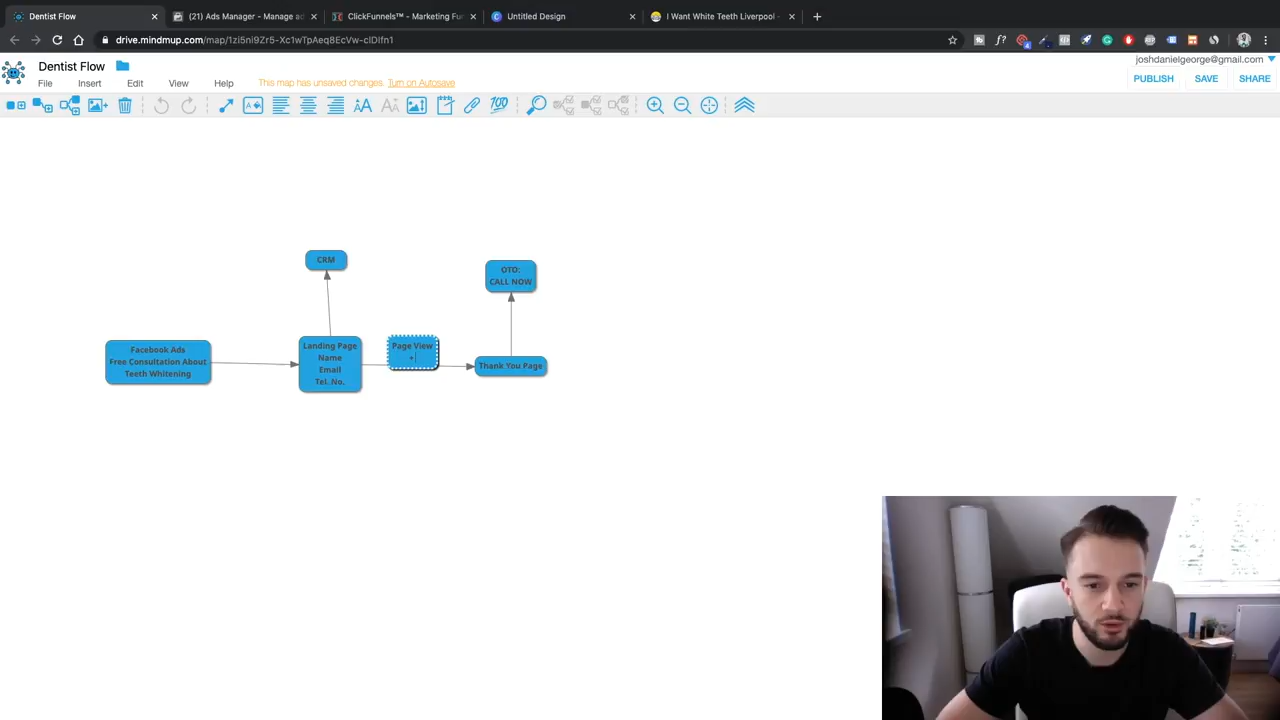 Dentist Flow
(21) Ads Manager - Manage ad
ClickFunnels™ - Marketing Fu
Untitled Design
I Want White Teeth Liverpool -
drive.mindmup.com/map/1zi5ni9Zr5-Xc1wTpAeq8EcVw-cIDIfn1
Dentist Flow
joshdanielgeorge@gmail.com
File
Insert
Edit
View
Help
This map has unsaved changes. Turn on Autosave
PUBLISH
SAVE
SHARE
CRM
OTO:
CALL NOW
Facebook Ads
Free Consultation About
Teeth Whitening
Landing Page
Name
Email
Tel. No.
Page View
+
Thank You Page